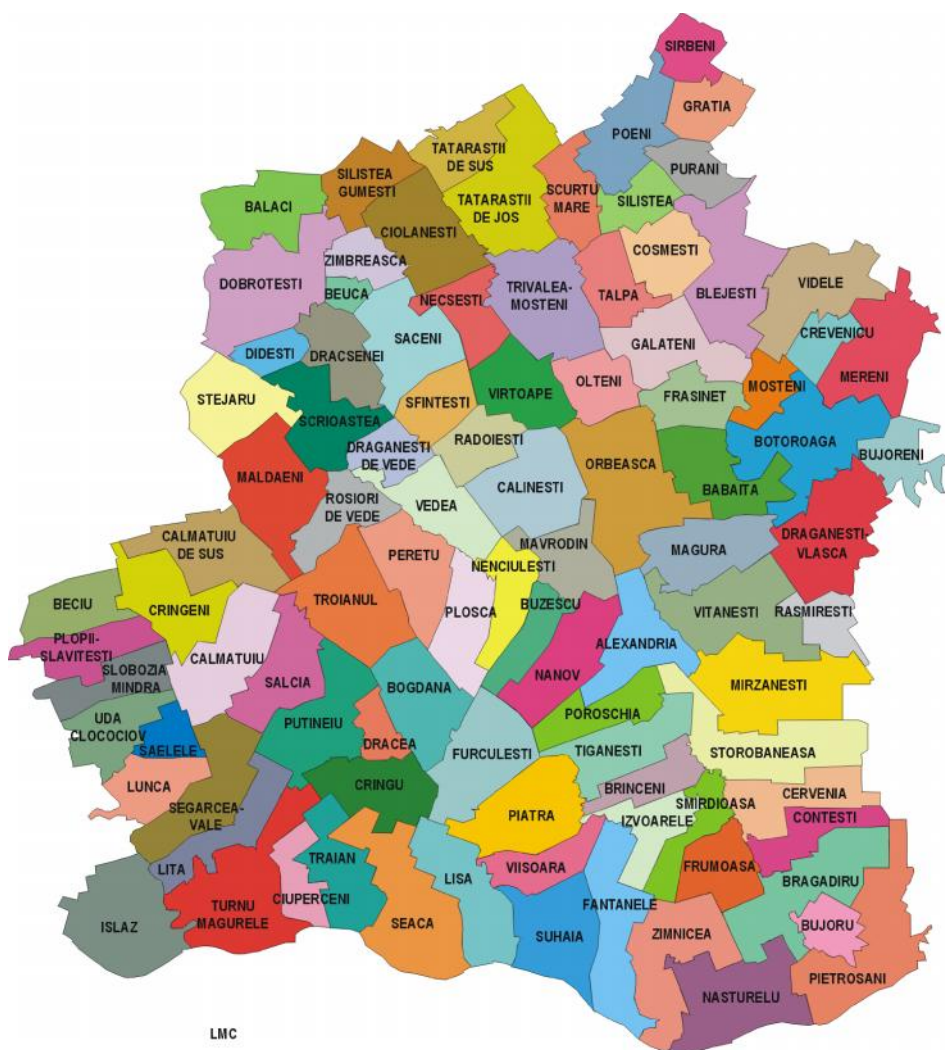 SIRBENI
GRATIA
POENI
TATARASTII
DE SUS
PURANI
SILISTEA
GUMESTI
SCURTU
MARE
SILISTEA
BALACI
TATARASTII
DE JOS
CIOLANESTI
COSMESTI
ZIMBREASCA
DOBROTESTI
VIDELE
BEUCA
NECSESTI
TRIVALEA-
MOSTENI
TALPA
BLEJESTI
CREVENICU
SACENI
GALATENI
DIDESTI
DRACSENEI
MERENI
OLTENI
MOSTENI
VIRTOAPE
FRASINET
STEJARU
SFINTESTI
SCRIOASTEA
RADOIESTI
BOTOROAGA
DRAGANESTI
DE VEDE
BUJORENI
ORBEASCA
MALDAENI
CALINESTI
BABAITA
ROSIORI
DE VEDE
VEDEA
DRAGANESTI
VLASCA
CALMATUIU
DE SUS
MAVRODIN
MAGURA
PERETU
NENCIULESTI
PLOSCA
TROIANUL
BUZESCU
BECIU
CRINGENI
VITANESTI
RASMIRESTI
PLOPII-
SLAVITESTI
ALEXANDRIA
CALMATUIU
SLOBOZIA
MINDRA
NANOV
SALCIA
BOGDANA
MIRZANESTI
POROSCHIA
UDA
CLOCOCIOV
PUTINEIU
SAELELE
DRACEA
FURCULESTI
TIGANESTI
STOROBANEASA
LUNCA
CRINGU
BRINCENI
CERVENIA
SEGARCEA-
VALE
SMIRDIOASA
PIATRA
IZVOARELE
CONTESTI
TRAIAN
LITA
VIISOARA
FRUMOASA
LISA
BRAGADIRU
CIUPERCENI
TURNU
MAGURELE
FANTANELE
ISLAZ
SEACA
SUHAIA
ZIMNICEA
BUJORU
PIETROSANI
NASTURELU
LMC